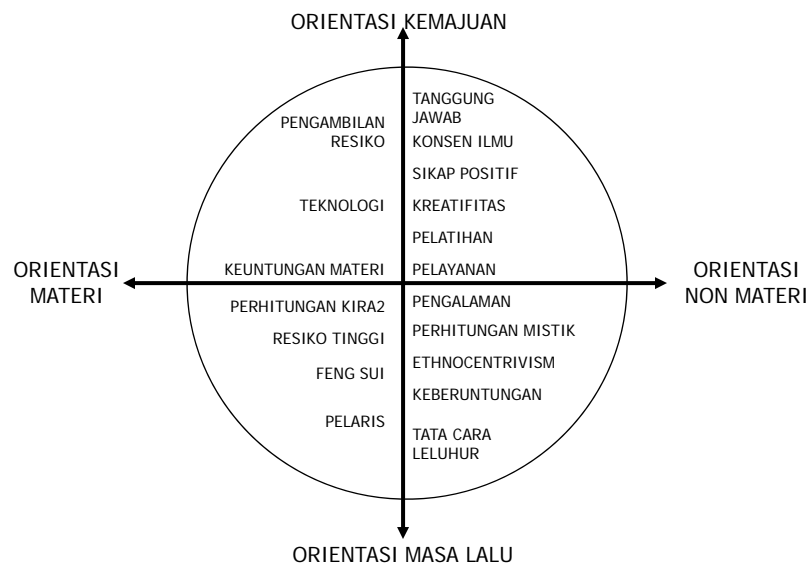 ORIENTASI KEMAJUAN
PENGAMBILAN
RESIKO
TEKNOLOGI
KEUNTUNGAN MATERI
TANGGUNG
JAWAB
KONSEN ILMU
SIKAP POSITIF
KREATIFITAS
PELATIHAN
PELAYANAN
ORIENTASI
MATERI
ORIENTASI
NON MATERI
PERHITUNGAN KIRA2
RESIKO TINGGI
FENG SUI
PELARIS
PENGALAMAN
PERHITUNGAN MISTIK
ETHNOCENTRIVISM
KEBERUNTUNGAN
TATA CARA
LELUHUR
ORIENTASI MASA LALU